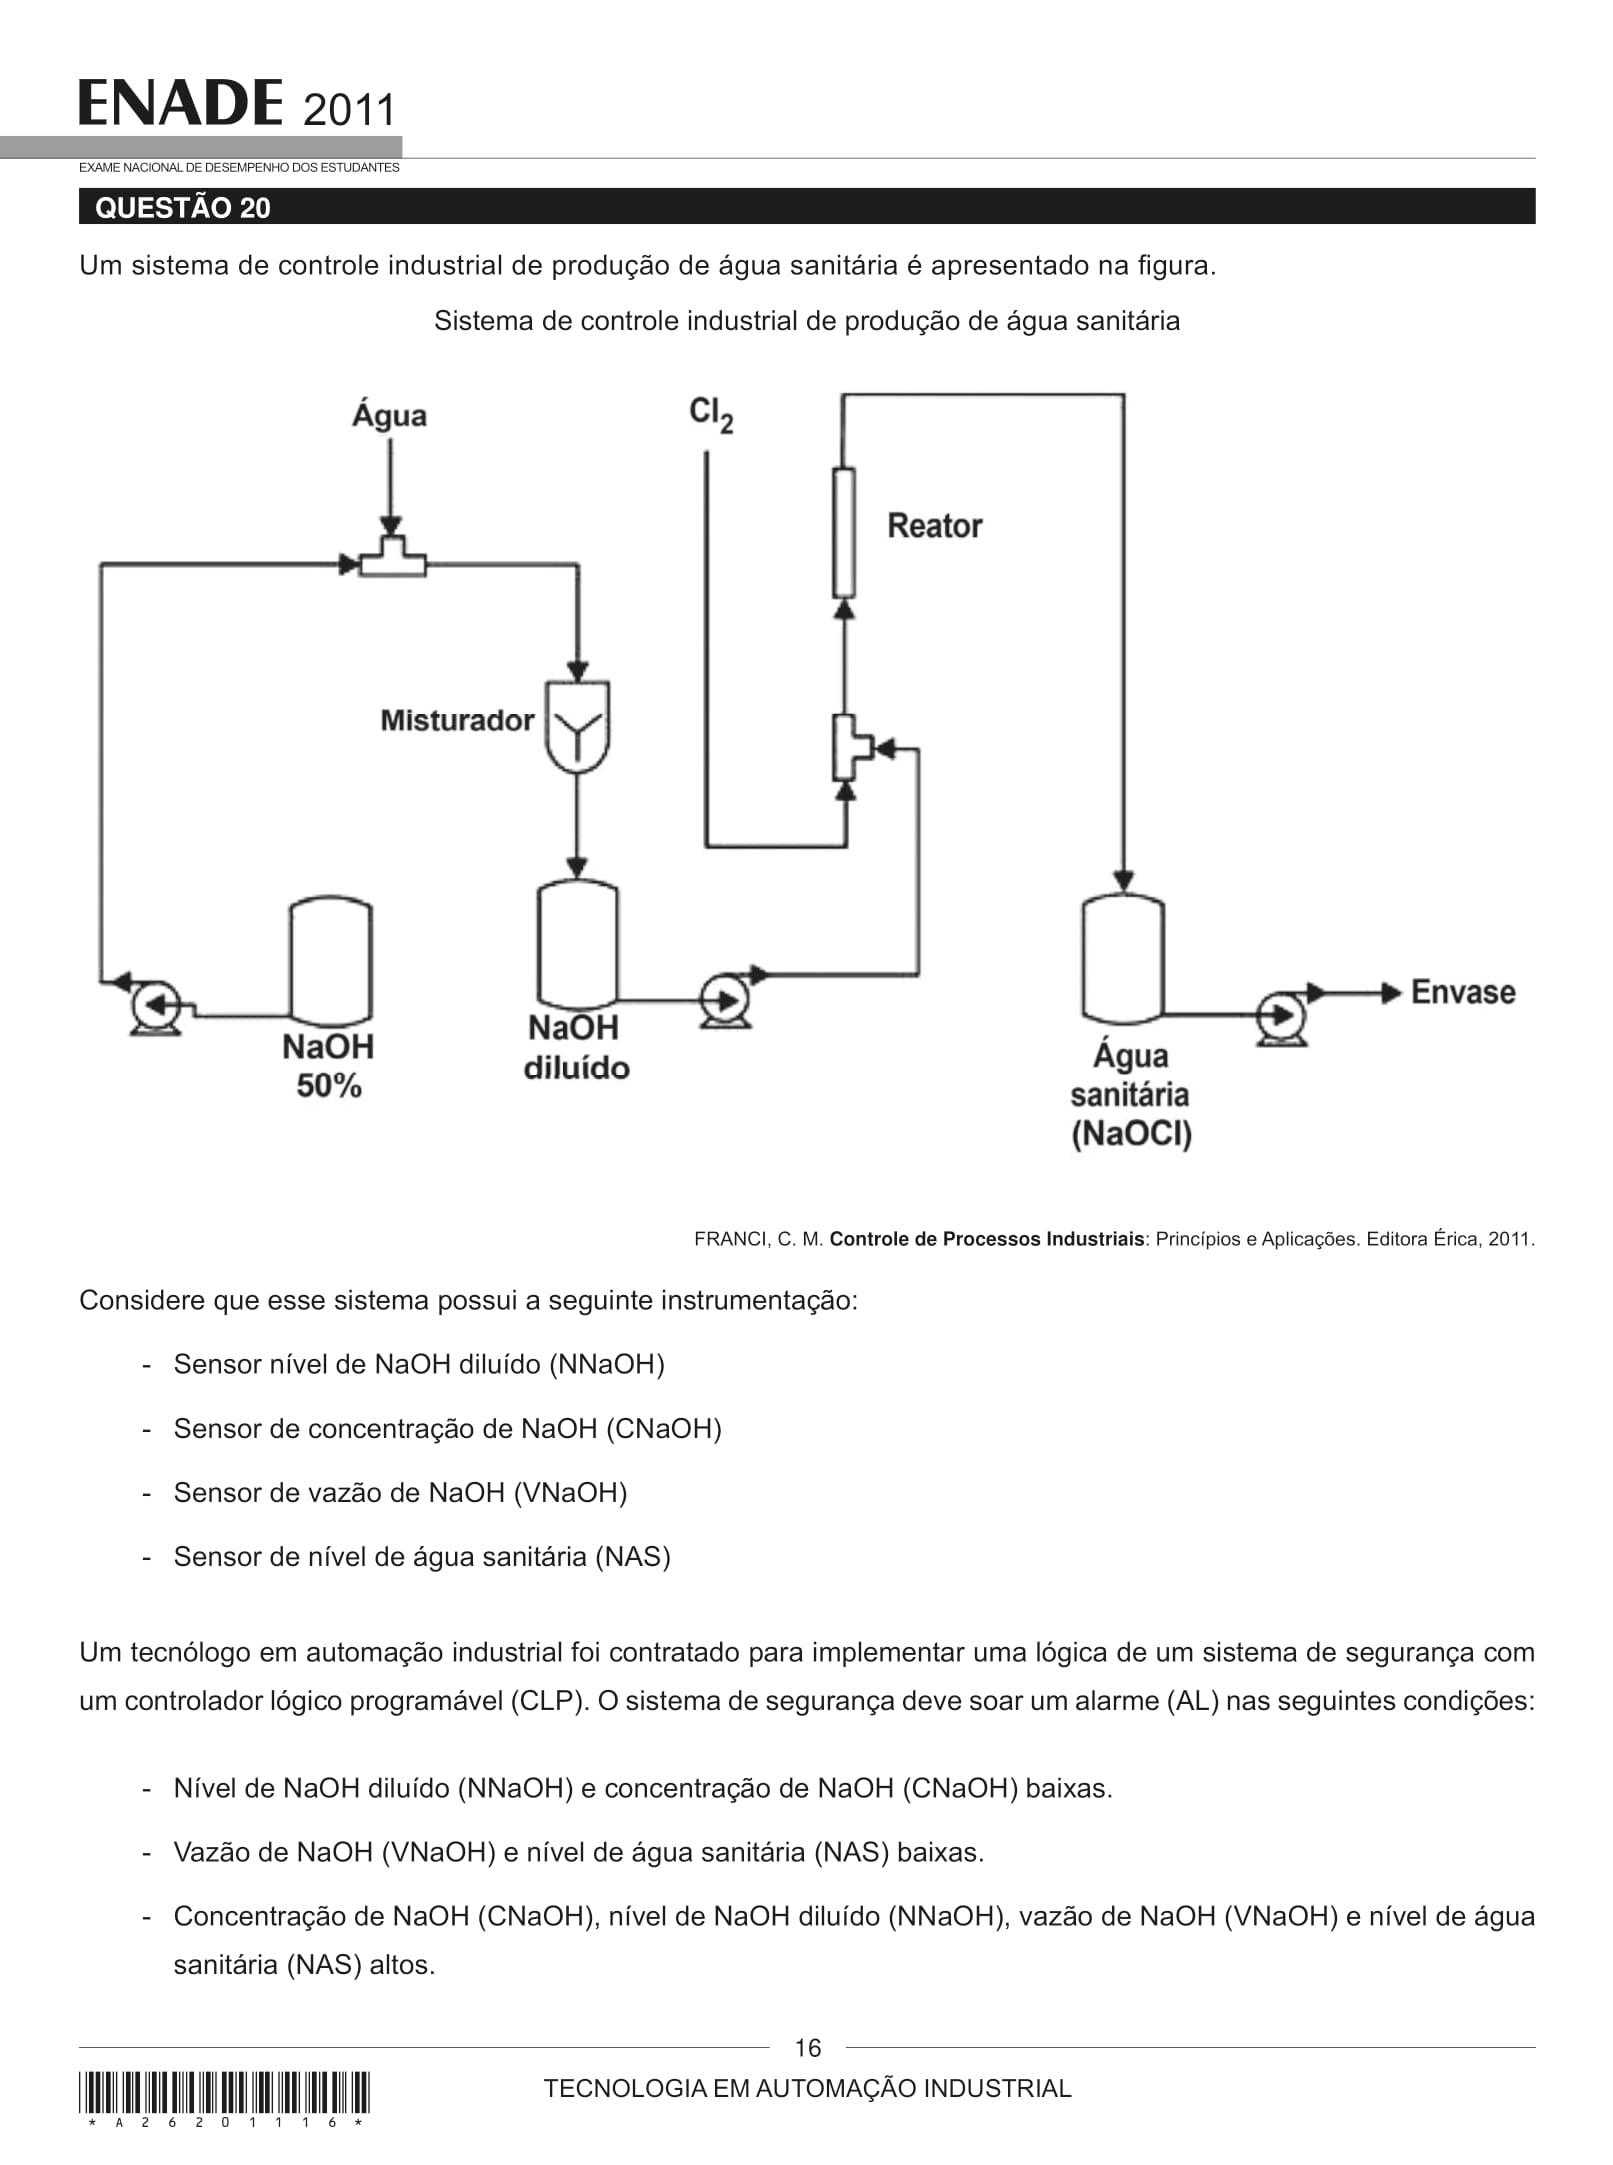 ENADE 2011
EXAME NACIONAL DE DESEMPENHO DOS ESTUDANTES
QUESTÃO 20
Um sistema de controle industrial de produção de água sanitária é apresentado na figura.
Sistema de controle industrial de produção de água sanitária
Água
Cl2
Reator
Misturador
NaOH
50%
NaOH
diluído
Envase
Água
sanitária
(NaOCl)
FRANCI, C. M. Controle de Processos Industriais: Princípios e Aplicações. Editora Érica, 2011.
Considere que esse sistema possui a seguinte instrumentação:
- Sensor nível de NaOH diluído (NNaOH)
- Sensor de concentração de NaOH (CNaOH)
- Sensor de vazão de NaOH (VNaOH)
- Sensor de nível de água sanitária (NAS)
Um tecnólogo em automação industrial foi contratado para implementar uma lógica de um sistema de segurança com
um controlador lógico programável (CLP). O sistema de segurança deve soar um alarme (AL) nas seguintes condições:
- Nível de NaOH diluído (NNaOH) e concentração de NaOH (CNaOH) baixas.
- Vazão de NaOH (VNaOH) e nível de água sanitária (NAS) baixas.
- Concentração de NaOH (CNaOH), nível de NaOH diluído (NNaOH), vazão de NaOH (VNaOH) e nível de água
sanitária (NAS) altos.
16
TECNOLOGIA EM AUTOMAÇÃO INDUSTRIAL
* A 2 6 2 0 1 1 1 6 *